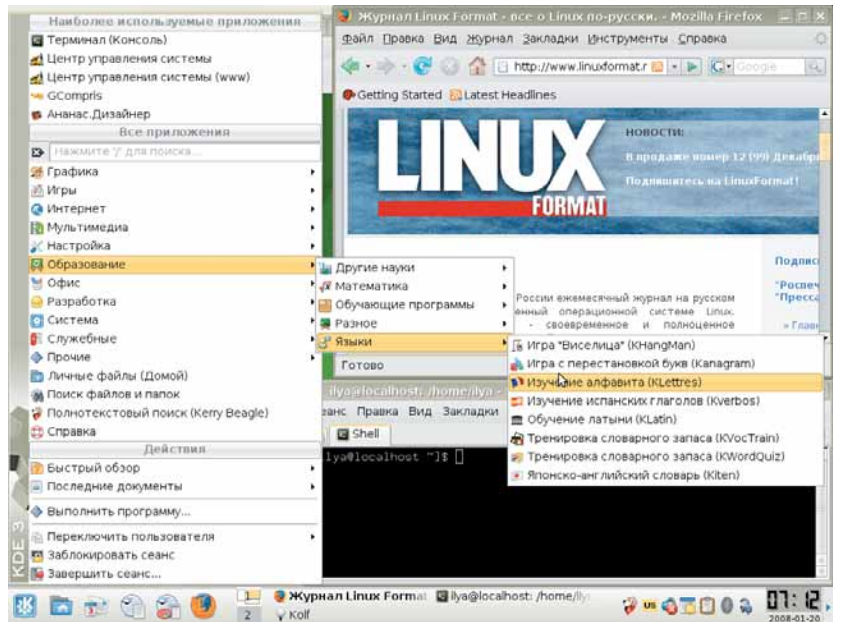 Наиболее используемые приложения
Терминал (Консоль)
Центр управления системы
Центр управления системы (www)
GCompris
Ананас.Дизайнер
Все приложения
Нажмите '/' для поиска...
Графика
Игры
Интернет
Мультимедиа
Настройка
Образование
Офис
Разработка
Система
Служебные
Прочие
Личные файлы (Домой)
Поиск файлов и папок
Полнотекстовый поиск (Kerry Beagle)
Справка
Действия
Быстрый обзор
Последние документы
Выполнить программу...
Переключить пользователя
Заблокировать сеанс
Завершить сеанс...
KDE 3
Другие науки
Математика
Обучающие программы
Разное
Языки
Игра "Виселица" (KHangMan)
Игра с перестановкой букв (Kanagram)
Изучение алфавита (KLettres)
Изучение испанских глаголов (Kverbos)
Обучение латыни (KLatin)
Тренировка словарного запаса (KVocTrain)
Тренировка словарного запаса (KWordQuiz)
Японско-английский словарь (Kiten)
Журнал Linux Format - все о Linux по-русски. - Mozilla Firefox
Файл Правка Вид Журнал Закладки Инструменты Справка
http://www.linuxformat.r
Google
Getting Started Latest Headlines
LINUX
FORMAT
НОВОСТИ:
В продаже номер 12 (99) Декабр
Подпишитесь на LinuxFormat!
Подпис
России ежемесячный журнал на русском
енный операционной системе Linux.
- своевременное и полноценное
"Роспеч
"Пресса
» Глав
Готово
ilya@localhost: /home/ilya -
еанс Правка Вид Закладки
Shell
ilya@localhost ~]$
1
2
Журнал Linux Format
ilya@localhost: /home/ily
Kolf
us
07:12
2008-01-20